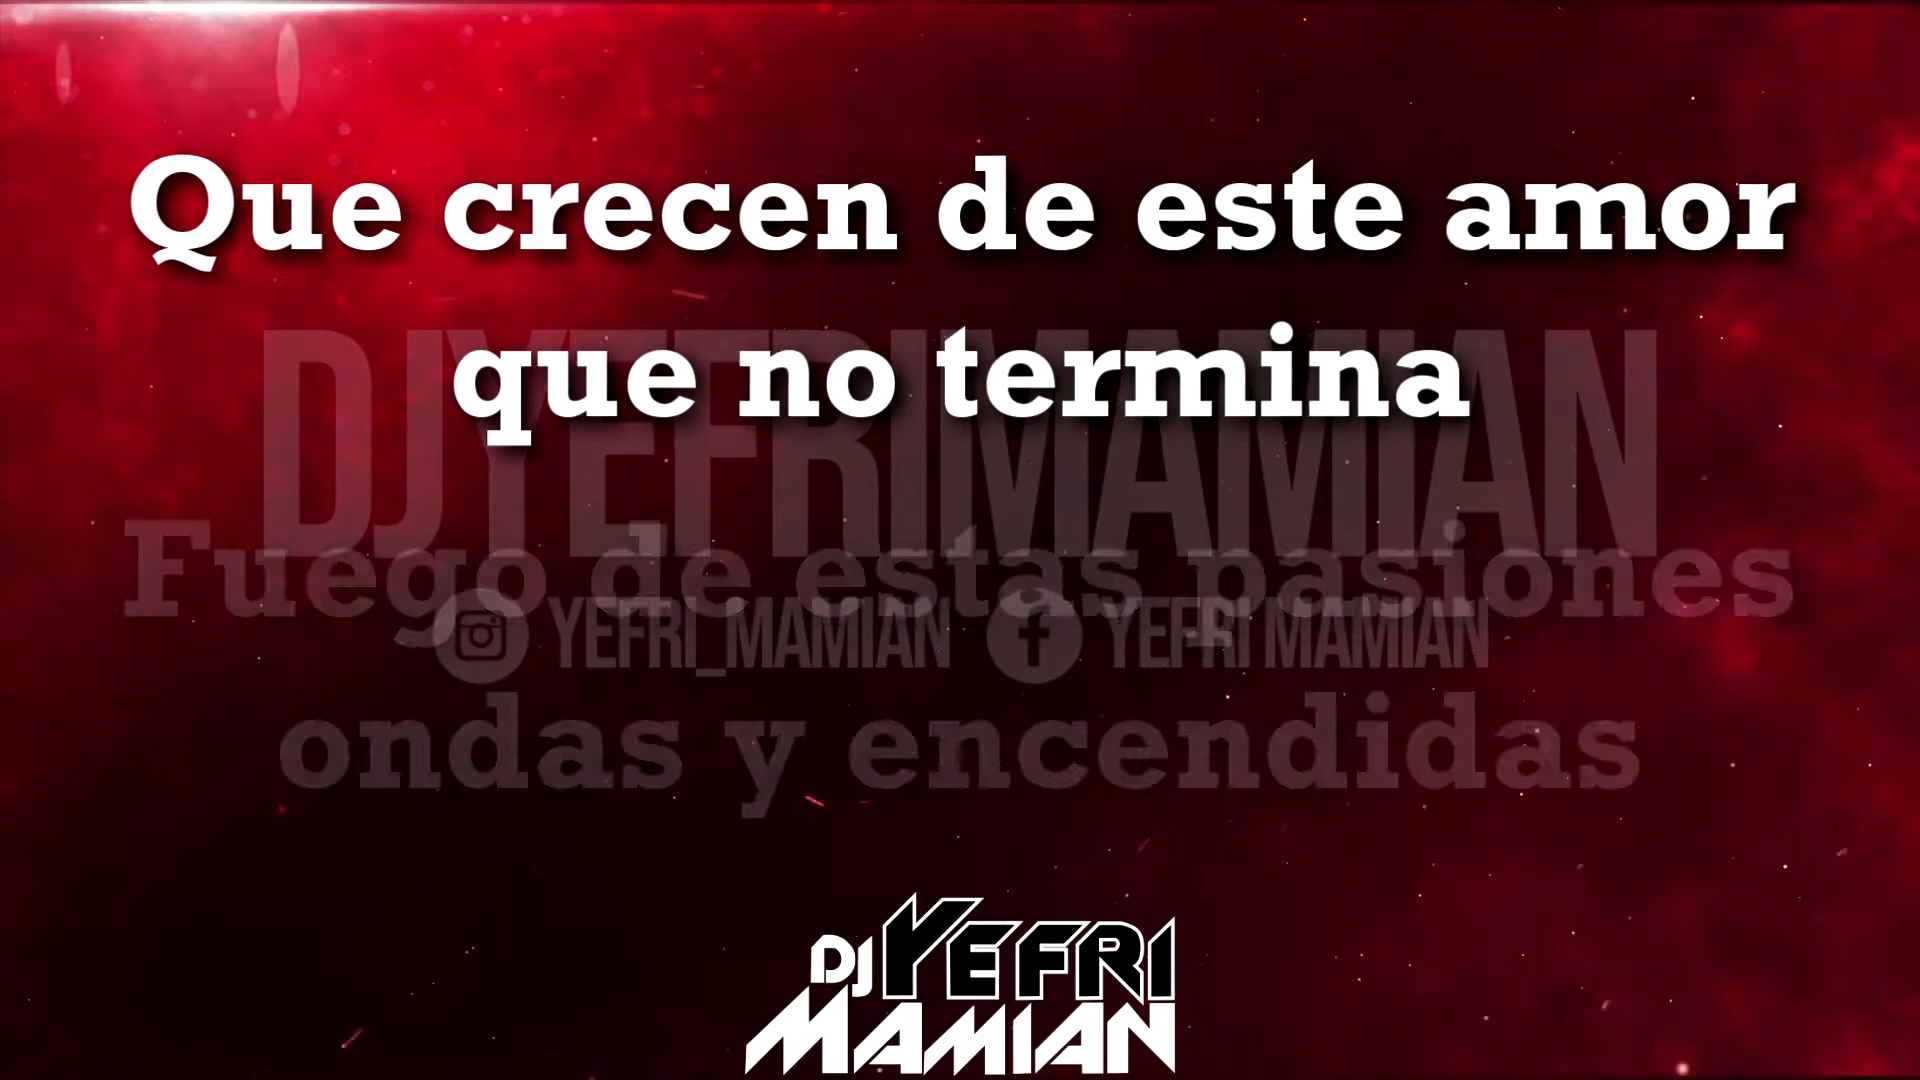 Que crecen de este amor
que no termina
DJYEFRIMAMIAN
Fuego de estas pasiones
YEFRI_MAMIAN YEFRI MAMIAN
ondas y encendidas
DJ YEFRI
MAMIAN